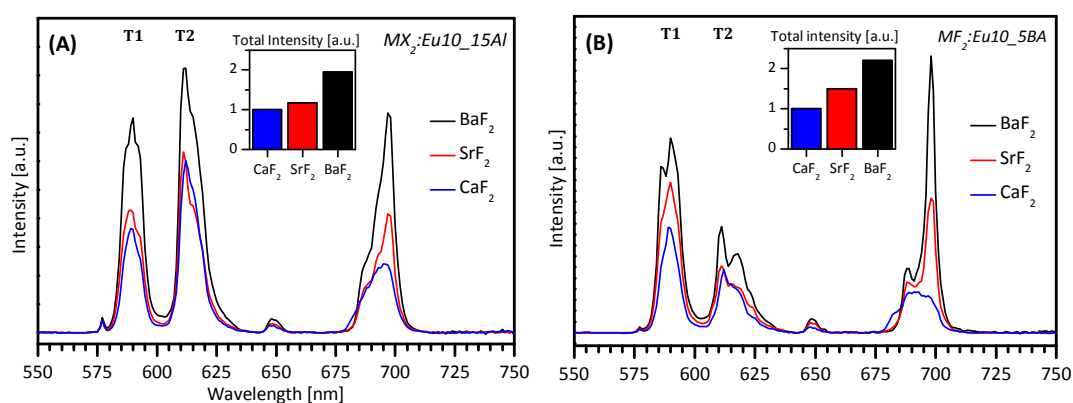 (A)
T1 T2
Total Intensity [a.u.]
2
1
0
CaF₂ SrF₂ BaF₂
MX₂:Eu10_15Al
BaF₂
SrF₂
CaF₂
Intensity [a.u.]
550 575 600 625 650 675 700 725 750
Wavelength [nm]
(B)
T1 T2
Total intensity [a.u.]
2
1
0
CaF₂ SrF₂ BaF₂
MF₂:Eu10_5BA
BaF₂
SrF₂
CaF₂
Intensity [a.u.]
550 575 600 625 650 675 700 725 750